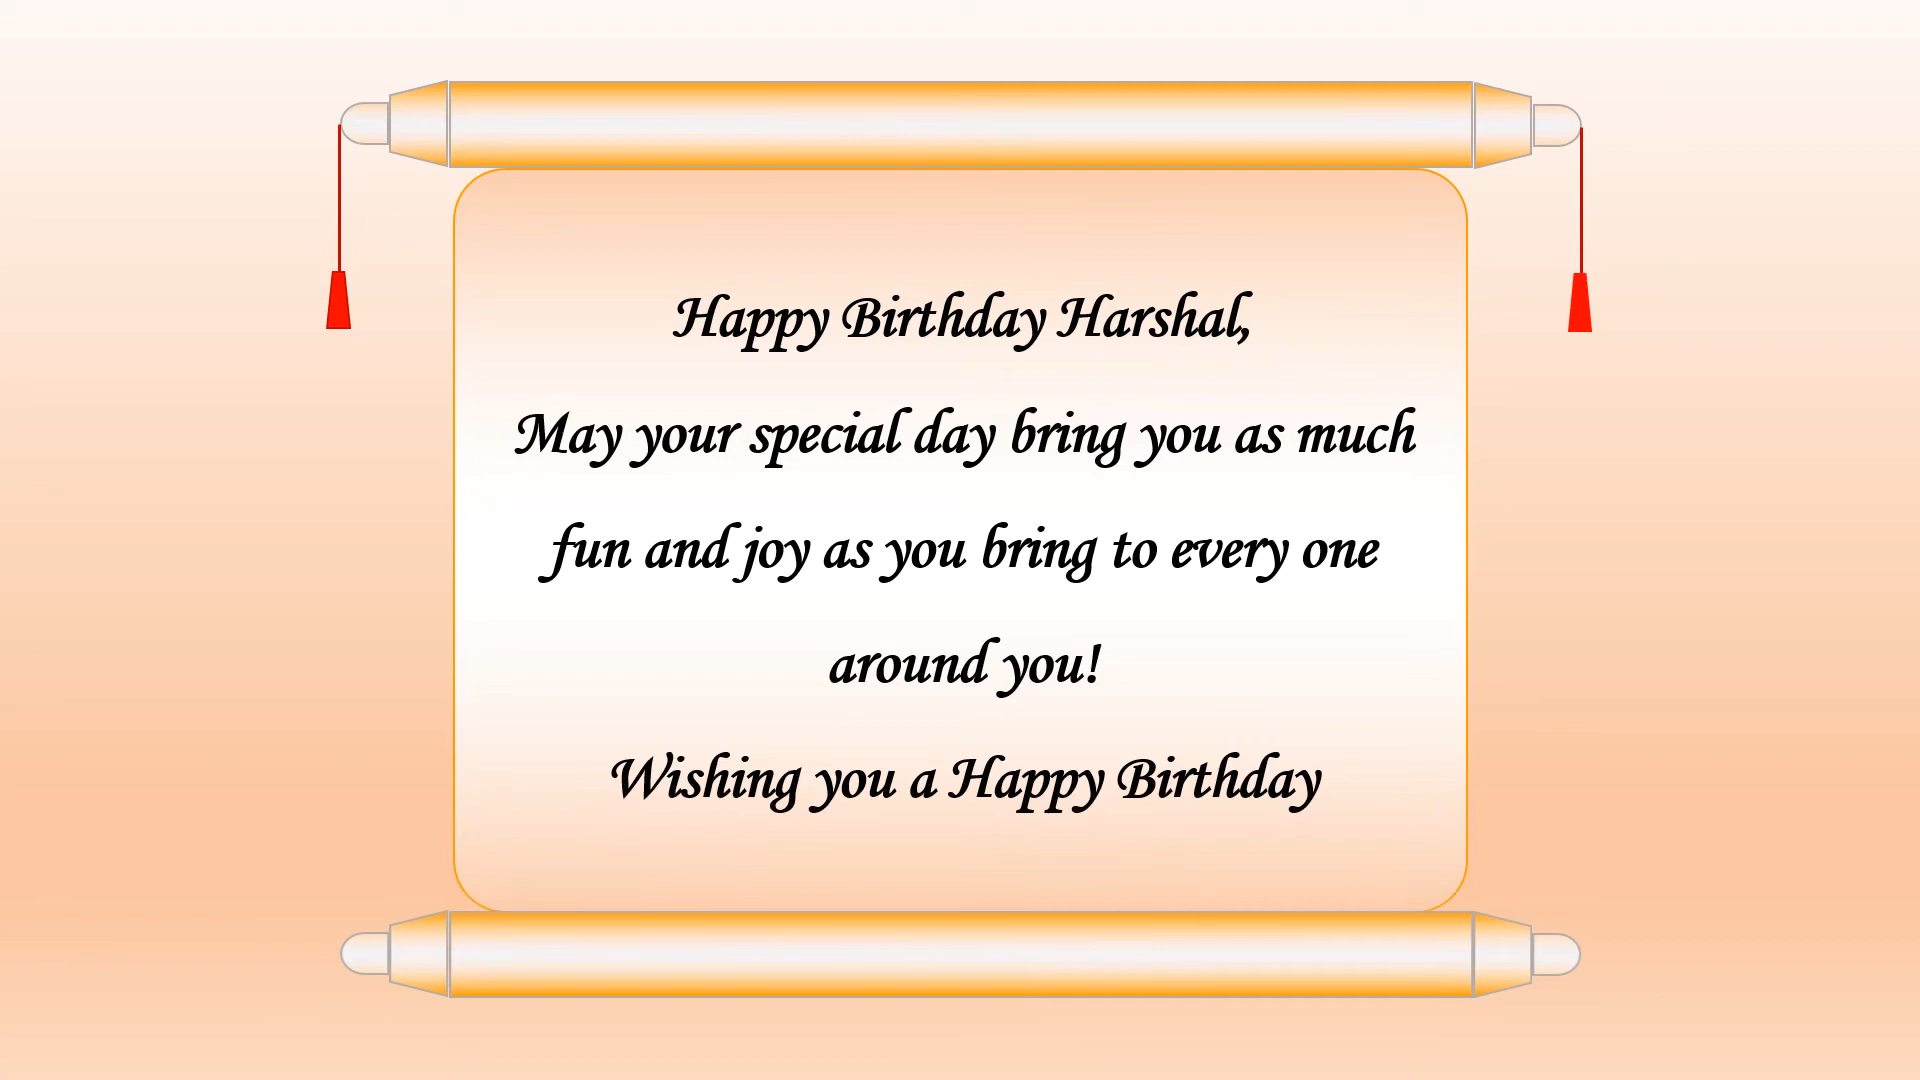 Happy Birthday Harshal,
May your special day bring you as much
fun and joy as you bring to every one
around you!
Wishing you a Happy Birthday